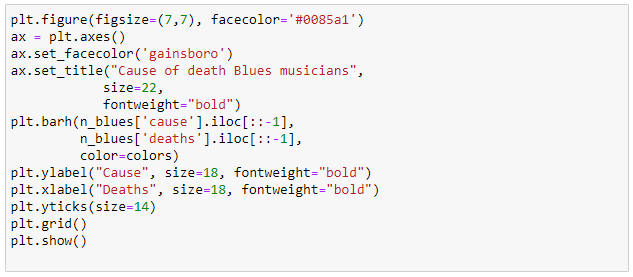 plt.figure(figsize=(7,7), facecolor='#0085a1')
ax = plt.axes()
ax.set_facecolor('gainsboro')
ax.set_title("Cause of death Blues musicians",
            size=22,
            fontweight="bold")
plt.barh(n_blues['cause'].iloc[::-1],
         n_blues['deaths'].iloc[::-1],
         color=colors)
plt.ylabel("Cause", size=18, fontweight="bold")
plt.xlabel("Deaths", size=18, fontweight="bold")
plt.yticks(size=14)
plt.grid()
plt.show()